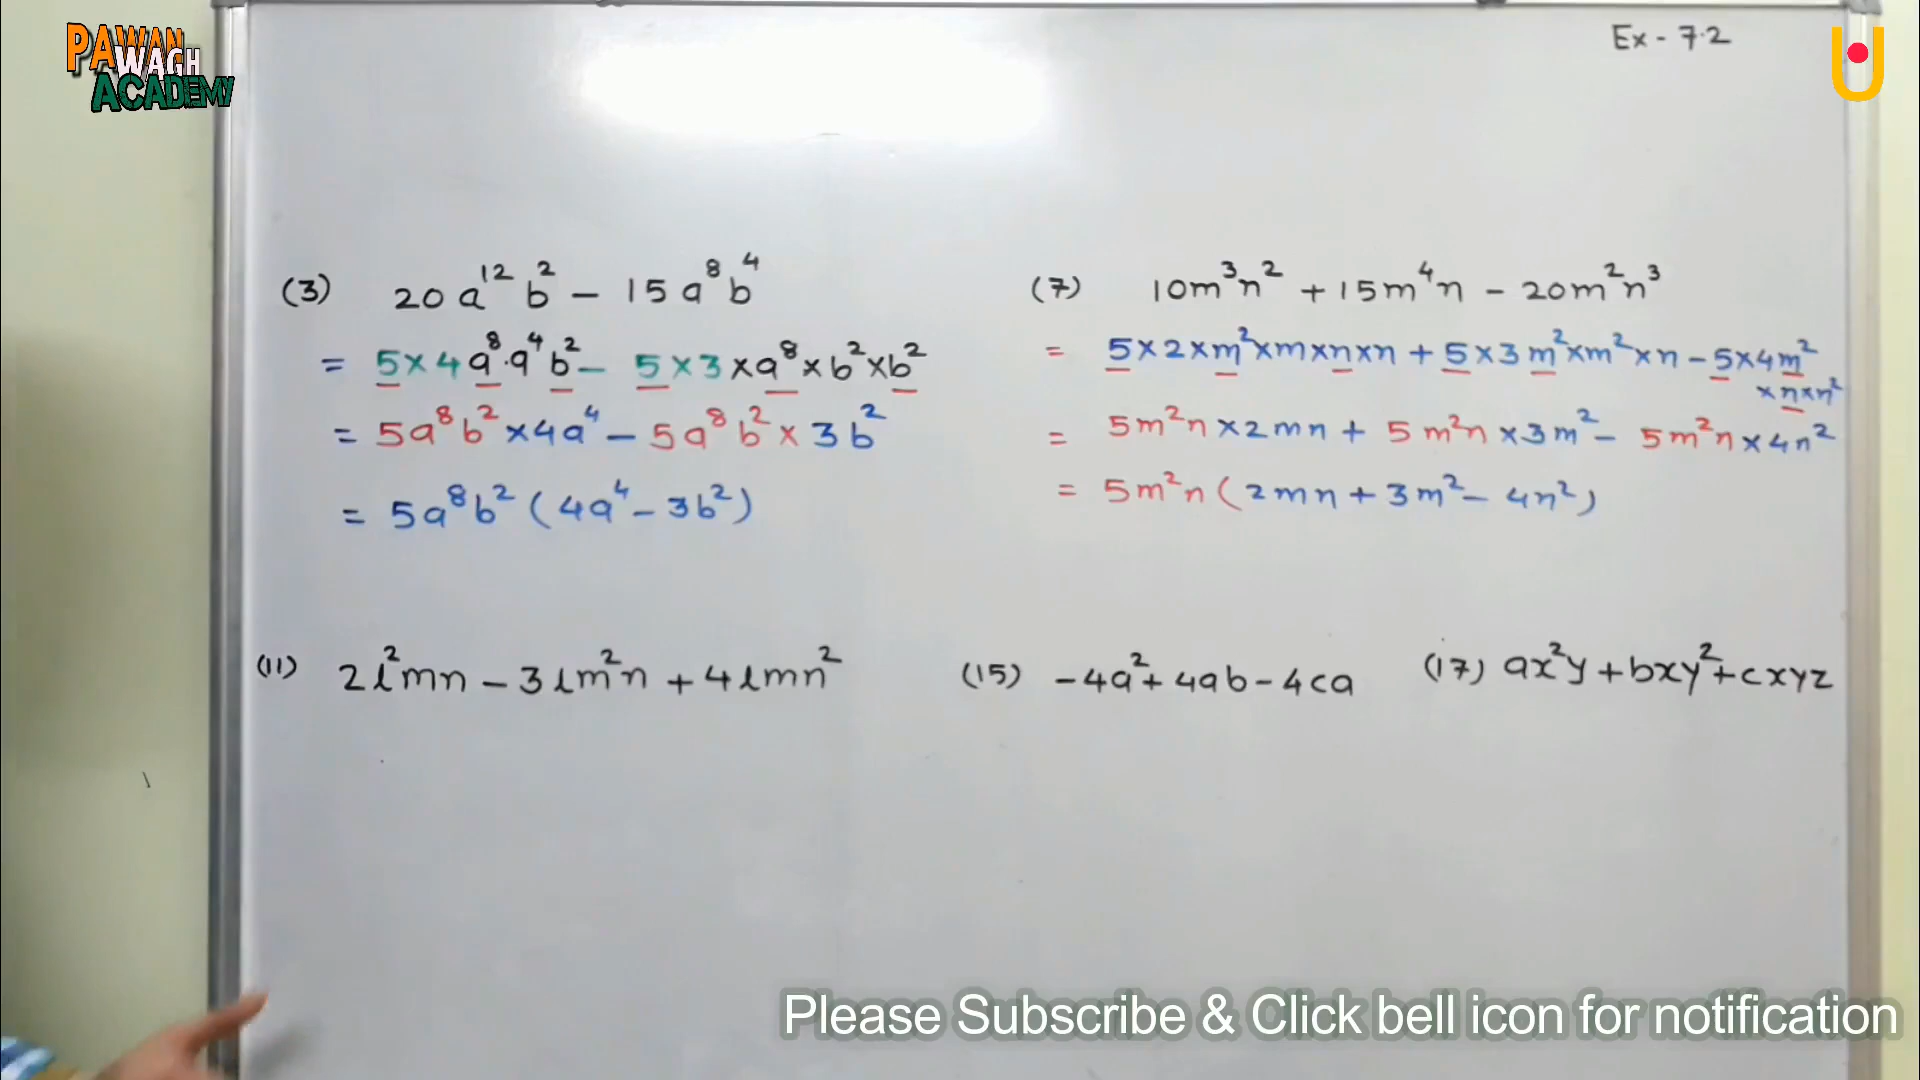 PAWAN
WAGH
ACADEMY
Ex - 7.2
(3) 20a¹²b² - 15a⁸b⁴
= 5×4a⁸·a⁴b² - 5×3×a⁸×b²×b²
= 5a⁸b²×4a⁴ - 5a⁸b²×3b²
= 5a⁸b²(4a⁴ - 3b²)
(7) 10m³n² + 15m⁴n - 20m²n³
= 5×2×m²×m×n×n + 5×3m²×m²×n - 5×4m²
×n×n²
= 5m²n×2mn + 5m²n×3m² - 5m²n×4n²
= 5m²n(2mn + 3m² - 4n²)
(11) 2l²mn - 3lm²n + 4lmn²
(15) -4a² + 4ab - 4ca
(17) ax²y + bxy² + cxyz
Please Subscribe & Click bell icon for notification